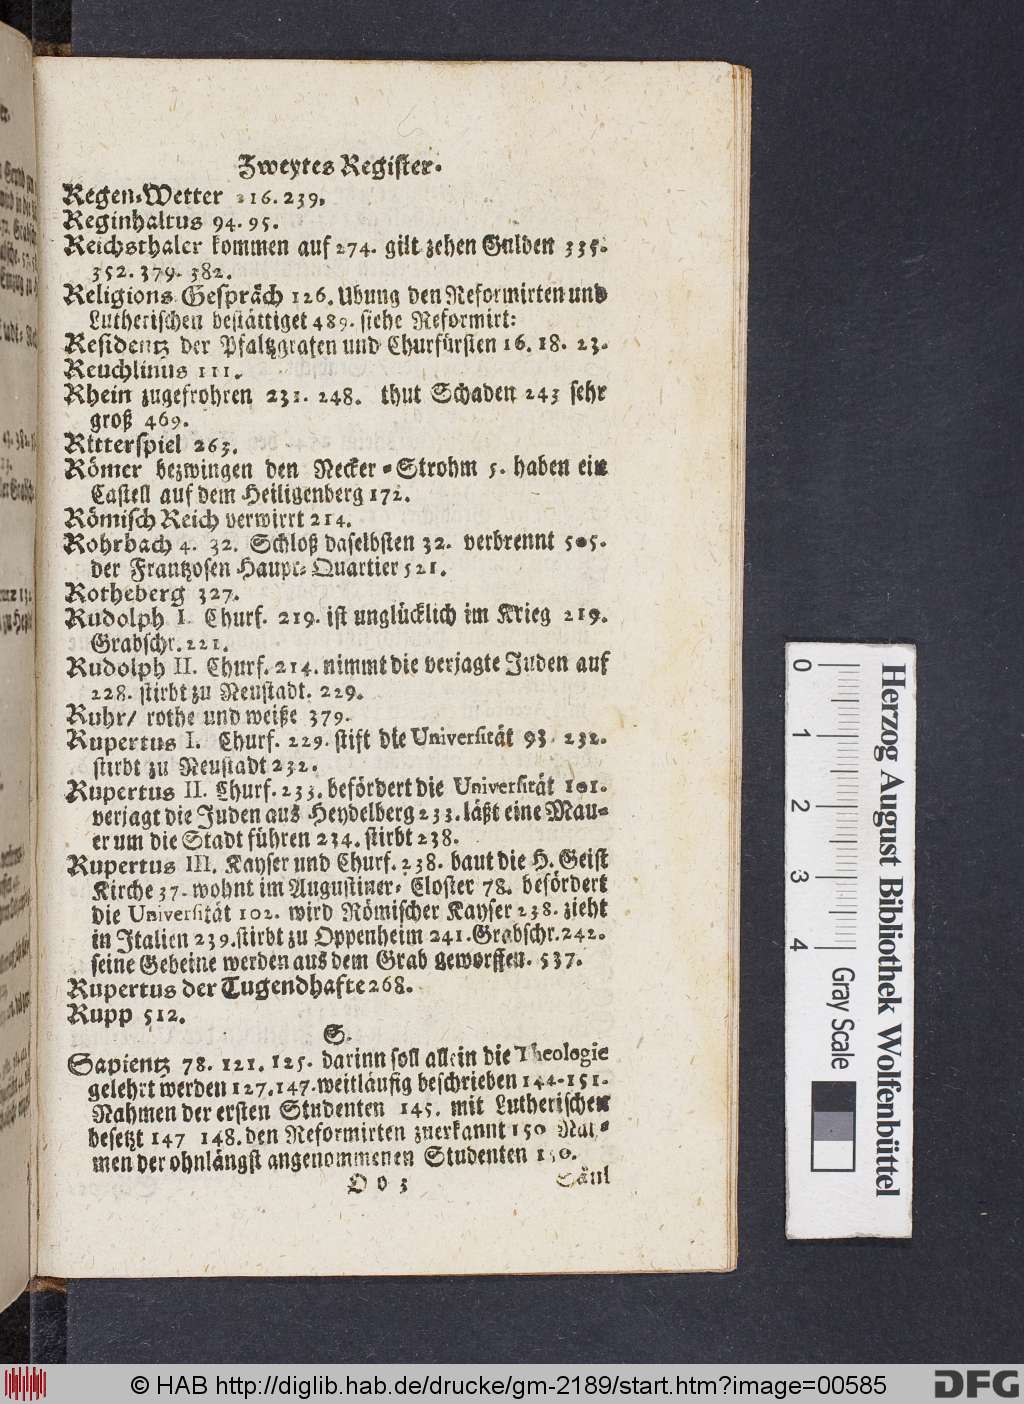 Zweytes Register.
Regen-Wetter 216. 239.
Reginhaltus 94. 95.
Reichsthaler kommen auf 274. gilt zehen Gulden 335.
352. 379. 382.
Religions Gespräch 126. Ubung den Reformirten und
Lutherischen bestättiget 489. siehe Reformirt:
Residentz der Pfaltzgrafen und Churfürsten 16. 18. 23.
Reuchlinus 111.
Rhein zugefrohren 231. 248. thut Schaden 243 sehr
groß 469.
Ritterspiel 263.
Römer bezwingen den Necker-Strohm 5. haben ein
Castell auf dem Heiligenberg 172.
Römisch Reich verwirrt 214.
Rohrbach 4. 32. Schloß daselbsten 32. verbrennt 505.
der Frantzosen Haupt-Quartier 521.
Rotheberg 327.
Rudolph I. Churf. 219. ist unglücklich im Krieg 219.
Grabschr. 221.
Rudolph II. Churf. 214. nimmt die verjagte Juden auf
228. stirbt zu Neustadt. 229.
Ruhr/ rothe und weiße 379.
Rupertus I. Churf. 229. stift die Universität 93. 232.
stirbt zu Neustadt 232.
Rupertus II. Churf. 233. befördert die Universität 101.
verjagt die Juden aus Heydelberg 233. läßt eine Mau-
er um die Stadt führen 234. stirbt 238.
Rupertus III. Kayser und Churf. 238. baut die H. Geist
Kirche 37. wohnt im Augustiner-Closter 78. befördert
die Universität 102. wird Römischer Kayser 238. zieht
in Italien 239. stirbt zu Oppenheim 241. Grabschr. 242.
seine Gebeine werden aus dem Grab geworffen. 537.
Rupertus der Tugendhafte 268.
Rupp 512.
S.
Sapientz 78. 121. 125. darinn soll allein die Theologie
gelehrt werden 127. 147. weitläufig beschrieben 144-151.
Nahmen der ersten Studenten 145. mit Lutherischen
besetzt 147 148. den Reformirten zuerkannt 150 Nah-
men der ohnlängst angenommenen Studenten 150.
Oo 3
Säul
0 1 2 3 4
Gray Scale
Herzog August Bibliothek Wolfenbüttel
© HAB http://diglib.hab.de/drucke/gm-2189/start.htm?image=00585
DFG